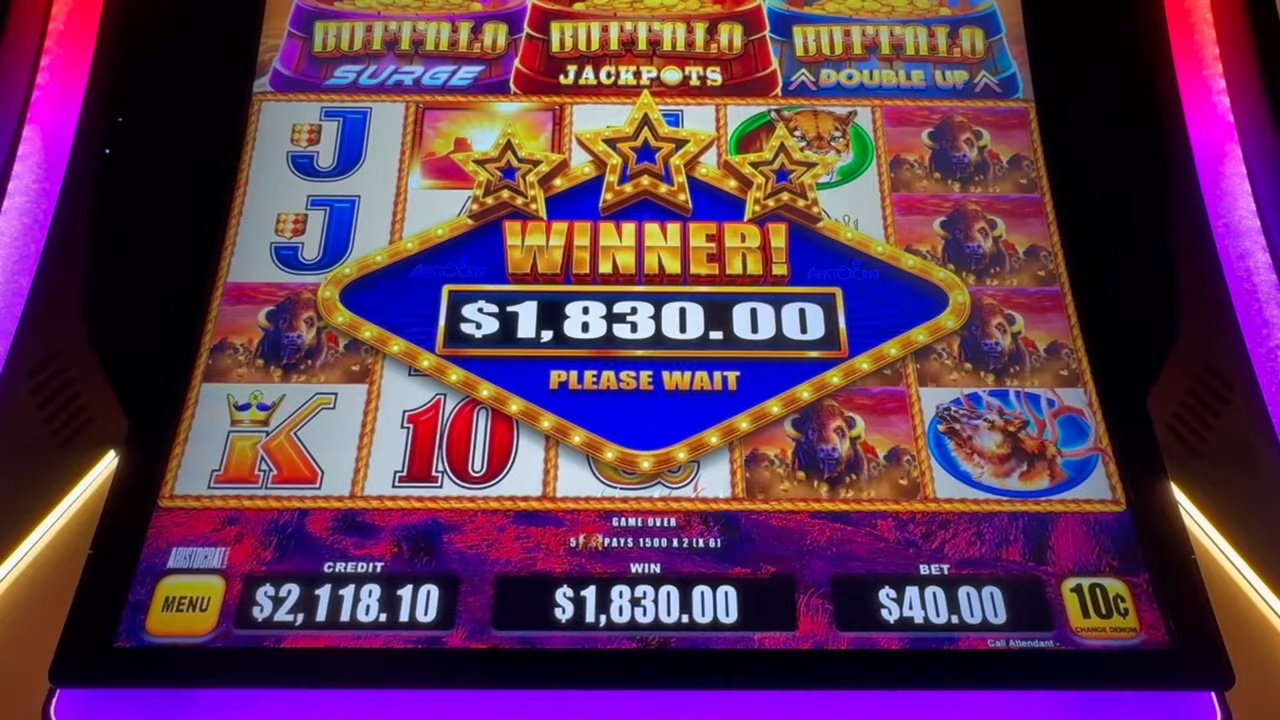 BUFFALO BUFFALO BUFFALO
SURGE JACKPOTS DOUBLE UP
J
J
WINNER!
ARISTOCRAT ARISTOCRAT
$1,830.00
PLEASE WAIT
K 10
GAME OVER
PAYS 1500 X 2 (X 6)
ARISTOCRAT
CREDIT WIN BET
MENU $2,118.10 $1,830.00 $40.00 10¢
CHANGE DENOM
Call Attendant -